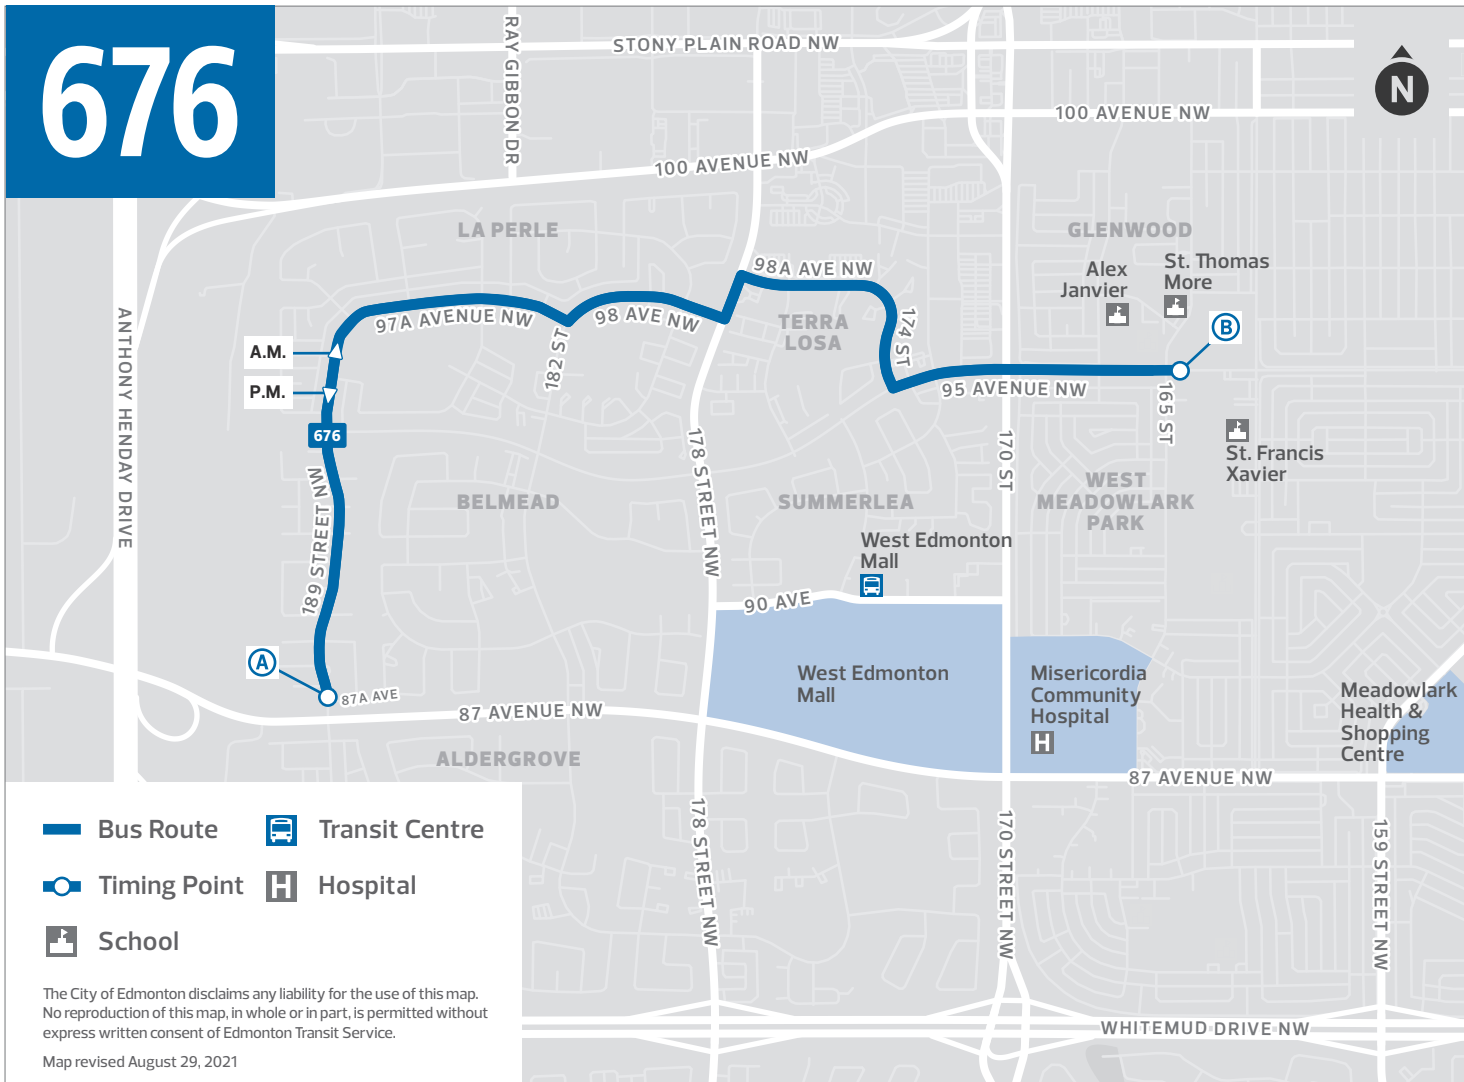 676
STONY PLAIN ROAD NW
RAY GIBBON DR
N
100 AVENUE NW
100 AVENUE NW
LA PERLE
GLENWOOD
Alex
Janvier
St. Thomas
More
98A AVE NW
97A AVENUE NW
98 AVE NW
182 ST
TERRA
LOSA
174 ST
B
A.M.
P.M.
676
ANTHONY HENDAY DRIVE
95 AVENUE NW
165 ST
St. Francis
Xavier
189 STREET NW
BELMEAD
178 STREET NW
SUMMERLEA
170 ST
WEST
MEADOWLARK
PARK
West Edmonton
Mall
90 AVE
A
87A AVE
West Edmonton
Mall
Misericordia
Community
Hospital
H
Meadowlark
Health &
Shopping
Centre
87 AVENUE NW
87 AVENUE NW
ALDERGROVE
178 STREET NW
170 STREET NW
159 STREET NW
WHITEMUD DRIVE NW
Bus Route
Transit Centre
Timing Point
H Hospital
School
The City of Edmonton disclaims any liability for the use of this map.
No reproduction of this map, in whole or in part, is permitted without
express written consent of Edmonton Transit Service.
Map revised August 29, 2021